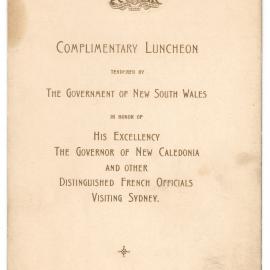 COMPLIMENTARY LUNCHEON
TENDERED BY
THE GOVERNMENT OF NEW SOUTH WALES
IN HONOR OF
HIS EXCELLENCY
THE GOVERNOR OF NEW CALEDONIA
AND OTHER
DISTINGUISHED FRENCH OFFICIALS
VISITING SYDNEY.